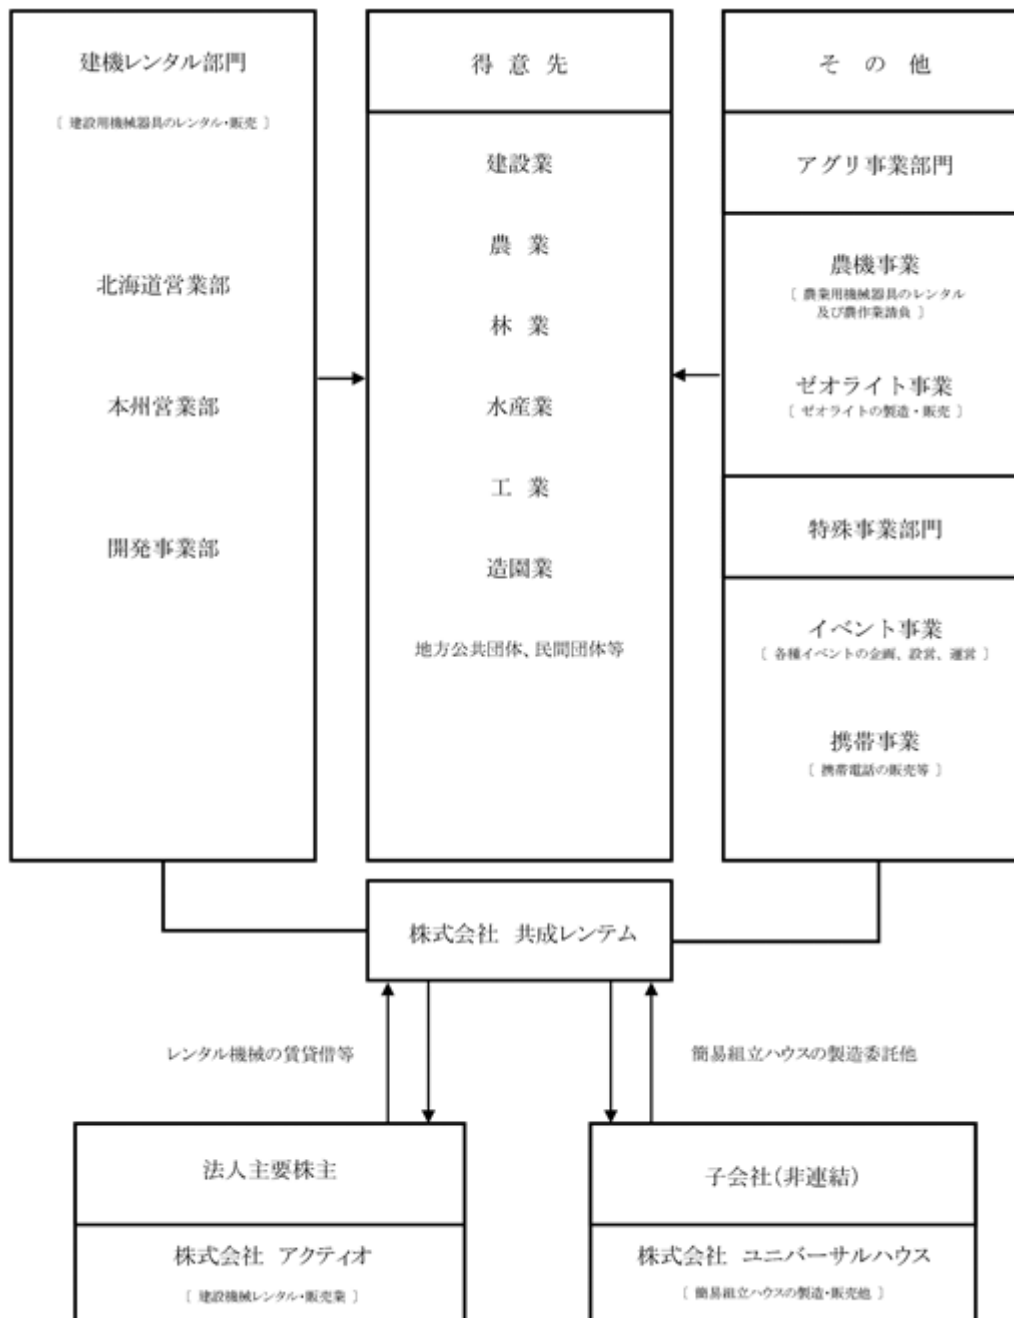 建機レンタル部門
〔 建設用機械器具のレンタル・販売 〕
北海道営業部
本州営業部
開発事業部
得 意 先
建設業
農 業
林 業
水産業
工 業
造園業
地方公共団体、民間団体等
そ の 他
アグリ事業部門
農機事業
〔 農業用機械器具のレンタル
及び農作業請負 〕
ゼオライト事業
〔 ゼオライトの製造・販売 〕
特殊事業部門
イベント事業
〔 各種イベントの企画、設営、運営 〕
携帯事業
〔 携帯電話の販売等 〕
株式会社 共成レンテム
レンタル機械の賃貸借等
簡易組立ハウスの製造委託他
法人主要株主
株式会社 アクティオ
〔 建設機械レンタル・販売業 〕
子会社(非連結)
株式会社 ユニバーサルハウス
〔 簡易組立ハウスの製造・販売他 〕